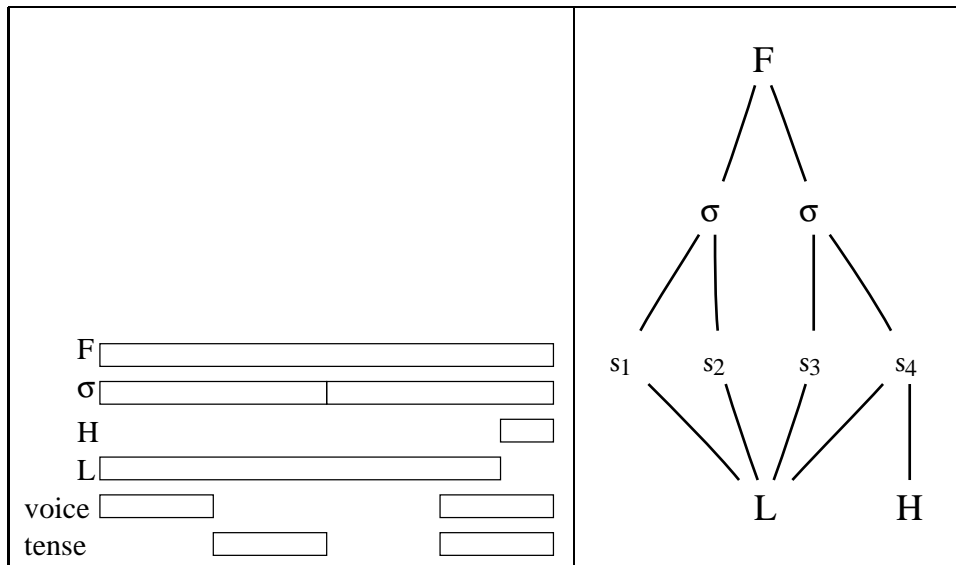 F
σ
H
L
voice
tense
F
σ σ
s1 s2 s3 s4
L H